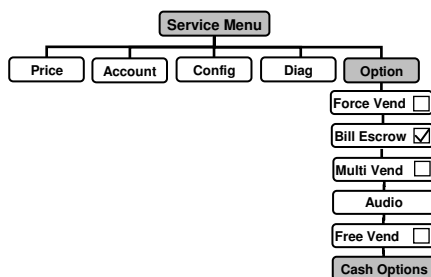 Service Menu
Price Account Config Diag Option
Force Vend
Bill Escrow
Multi Vend
Audio
Free Vend
Cash Options